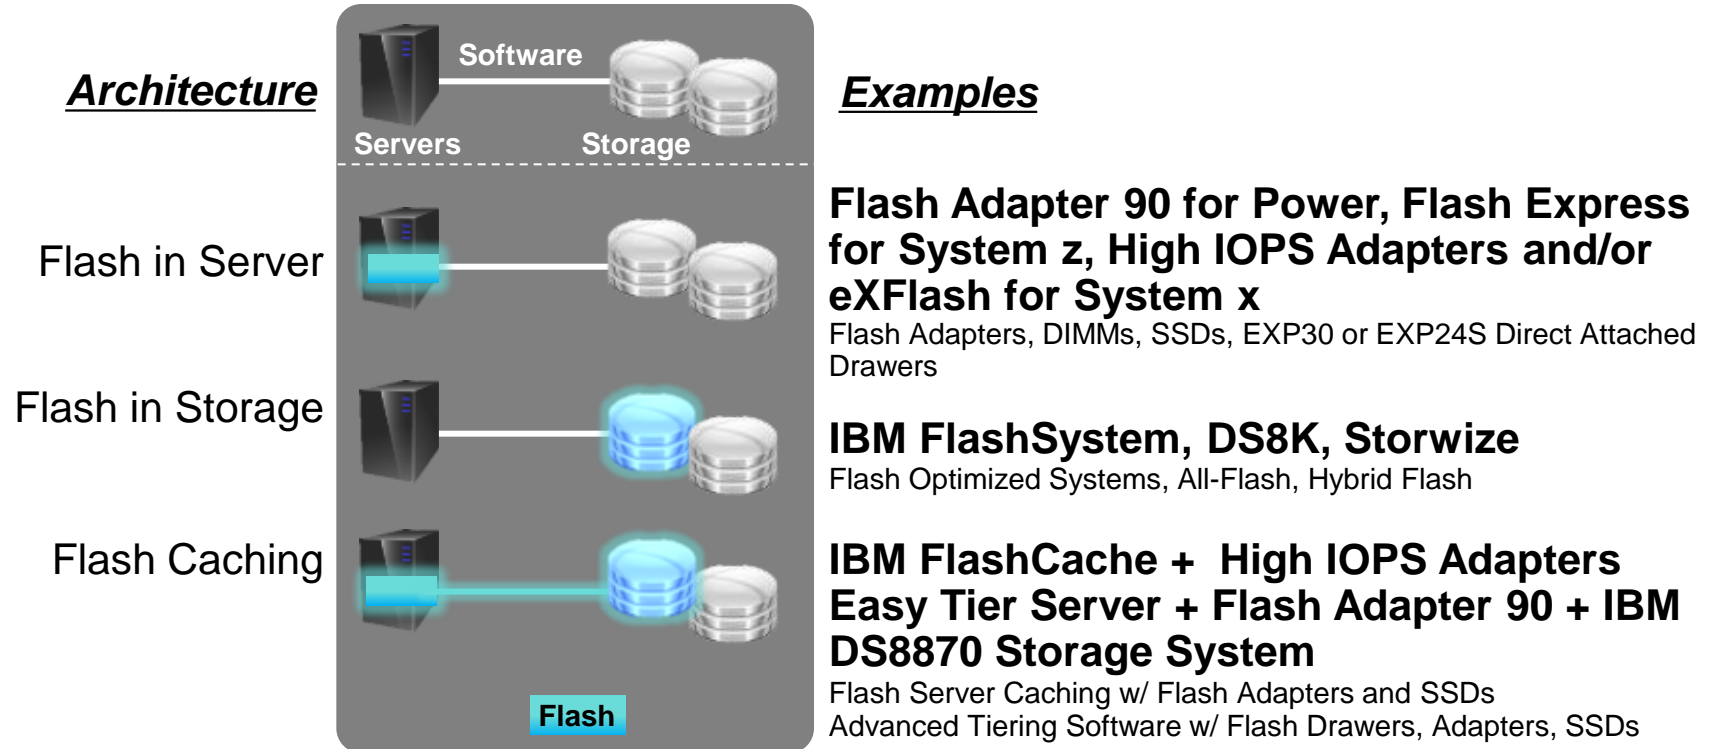 Architecture
Software
Servers
Storage
Examples
Flash in Server
Flash Adapter 90 for Power, Flash Express
for System z, High IOPS Adapters and/or
eXFlash for System x
Flash Adapters, DIMMs, SSDs, EXP30 or EXP24S Direct Attached
Drawers
Flash in Storage
IBM FlashSystem, DS8K, Storwize
Flash Optimized Systems, All-Flash, Hybrid Flash
Flash Caching
IBM FlashCache + High IOPS Adapters
Easy Tier Server + Flash Adapter 90 + IBM
DS8870 Storage System
Flash Server Caching w/ Flash Adapters and SSDs
Advanced Tiering Software w/ Flash Drawers, Adapters, SSDs
Flash